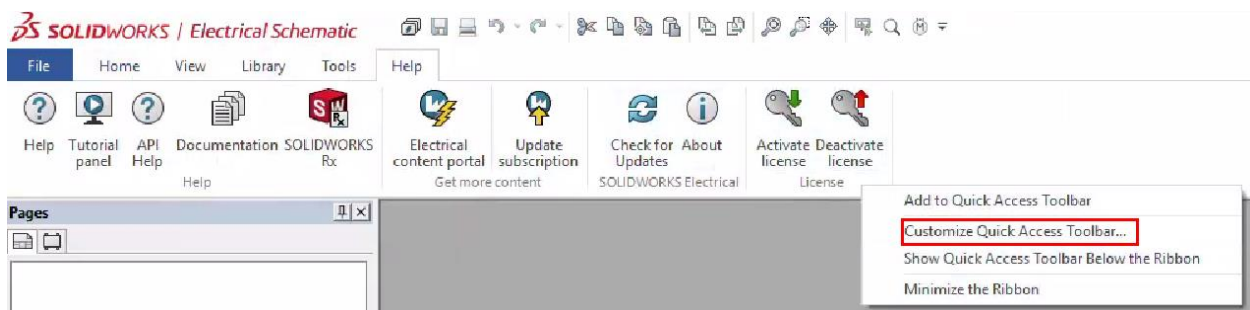 SOLIDWORKS | Electrical Schematic
File Home View Library Tools Help
Help Tutorial panel API Help Documentation SOLIDWORKS Rx Electrical content portal Update subscription Check for Updates About Activate license Deactivate license
Help Get more content SOLIDWORKS Electrical License
Pages
Add to Quick Access Toolbar
Customize Quick Access Toolbar...
Show Quick Access Toolbar Below the Ribbon
Minimize the Ribbon